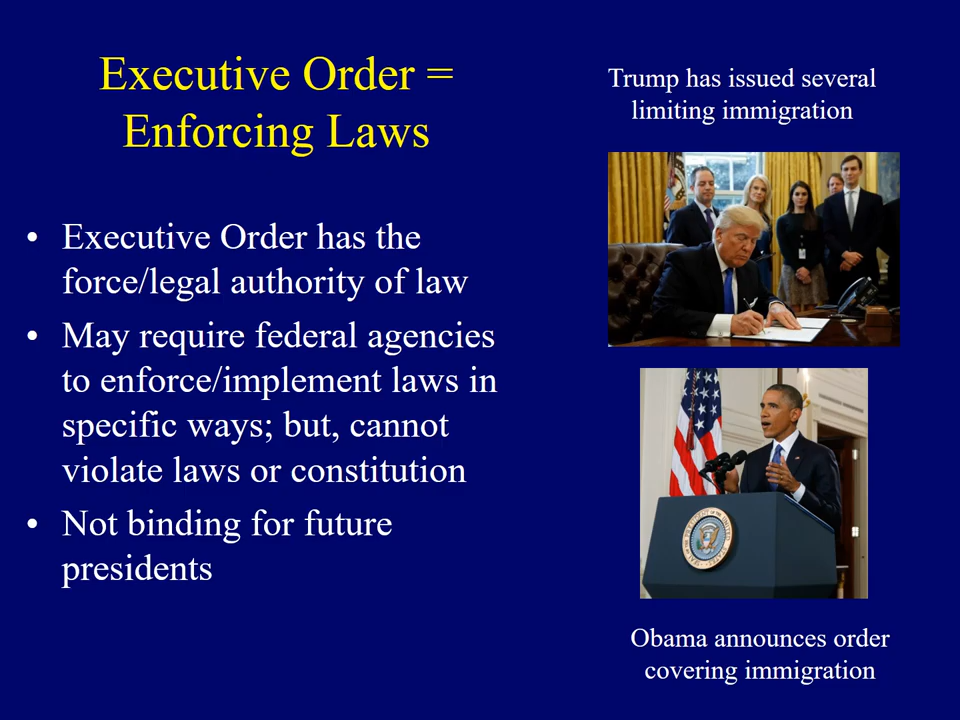 Executive Order =
Enforcing Laws
• Executive Order has the
force/legal authority of law
• May require federal agencies
to enforce/implement laws in
specific ways; but, cannot
violate laws or constitution
• Not binding for future
presidents
Trump has issued several
limiting immigration
Obama announces order
covering immigration